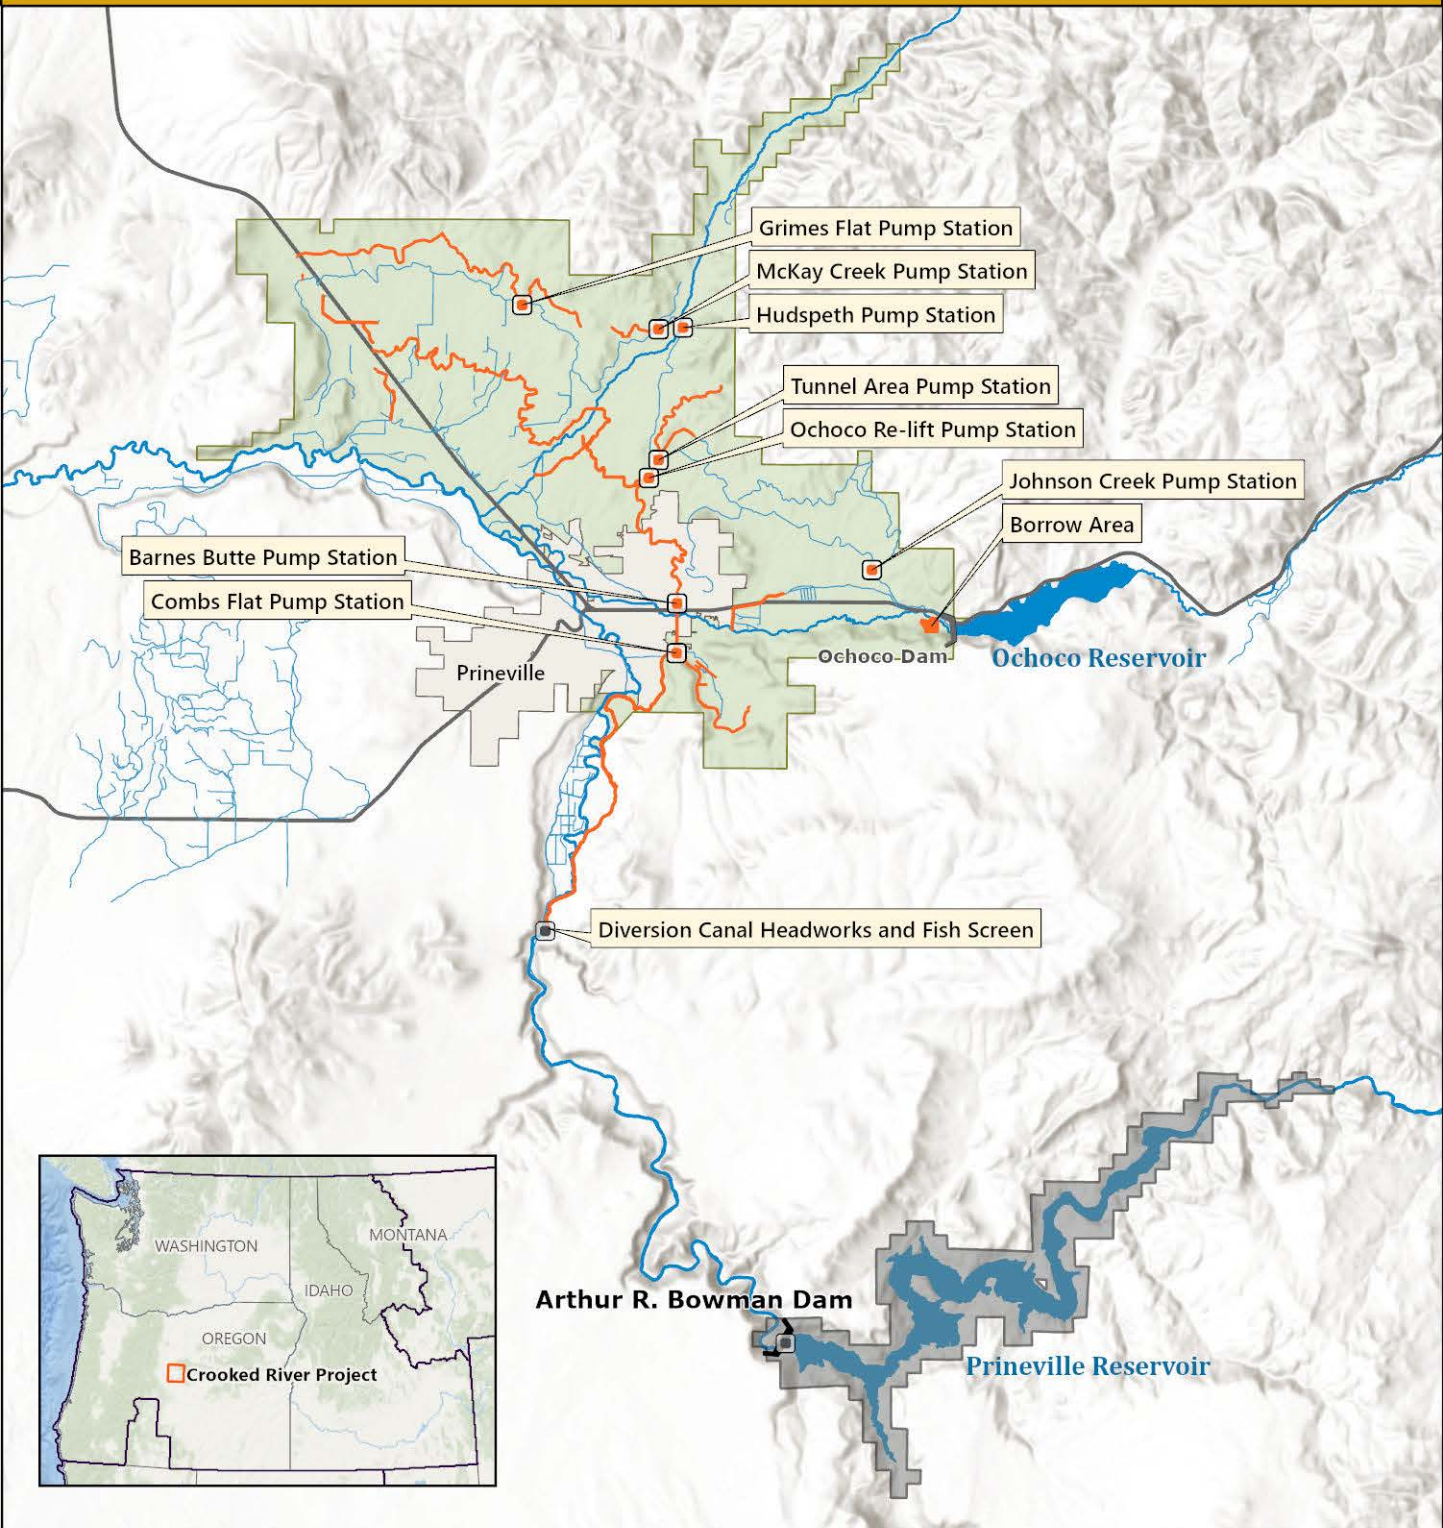 Grimes Flat Pump Station
McKay Creek Pump Station
Hudspeth Pump Station
Tunnel Area Pump Station
Ochoco Re-lift Pump Station
Johnson Creek Pump Station
Borrow Area
Barnes Butte Pump Station
Combs Flat Pump Station
Ochoco Dam
Ochoco Reservoir
Prineville
Diversion Canal Headworks and Fish Screen
Arthur R. Bowman Dam
Prineville Reservoir
WASHINGTON
MONTANA
IDAHO
OREGON
Crooked River Project